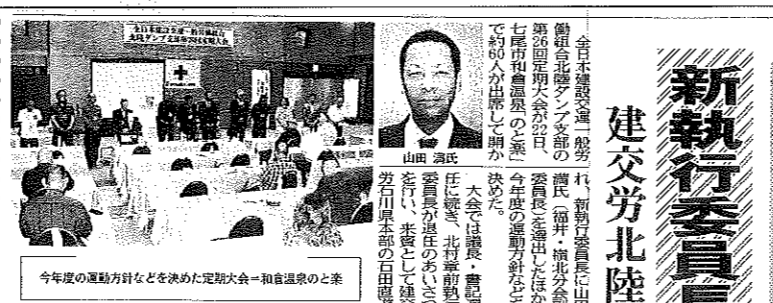 新執行委員長
建交労北陸
全日本建設交運一般労
働組合北陸ダンプ支部の
第26回定期大会が22日、
七尾市和倉温泉「のと楽」
で約60人が出席して開か
れ、新執行委員長に山
満氏(福井・嶺北分会
委員長)を選出したほか
今年度の運動方針など
決めた。
大会では議長・書記
任に続き、北村章前執
委員長が退任のあいさ
を行い、来賓として建
労石川県本部の石田直
山田 満氏
今年度の運動方針などを決めた定期大会=和倉温泉のと楽